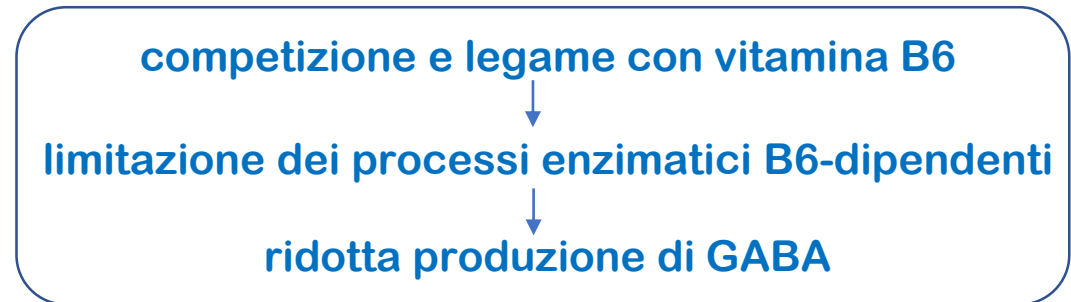 competizione e legame con vitamina B6
limitazione dei processi enzimatici B6-dipendenti
ridotta produzione di GABA